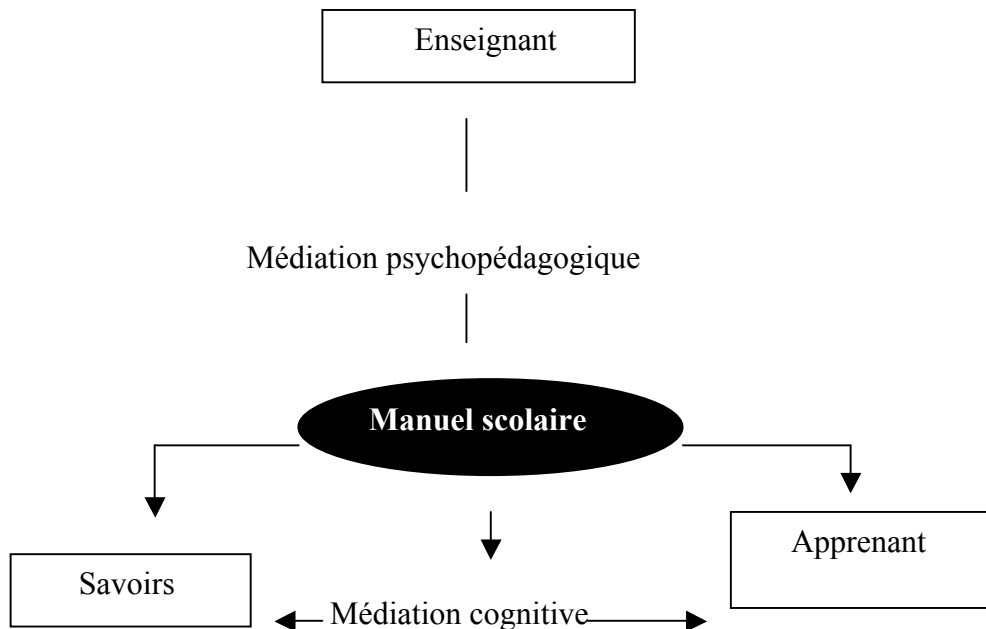 Enseignant
Médiation psychopédagogique
Manuel scolaire
Savoirs
Apprenant
Médiation cognitive